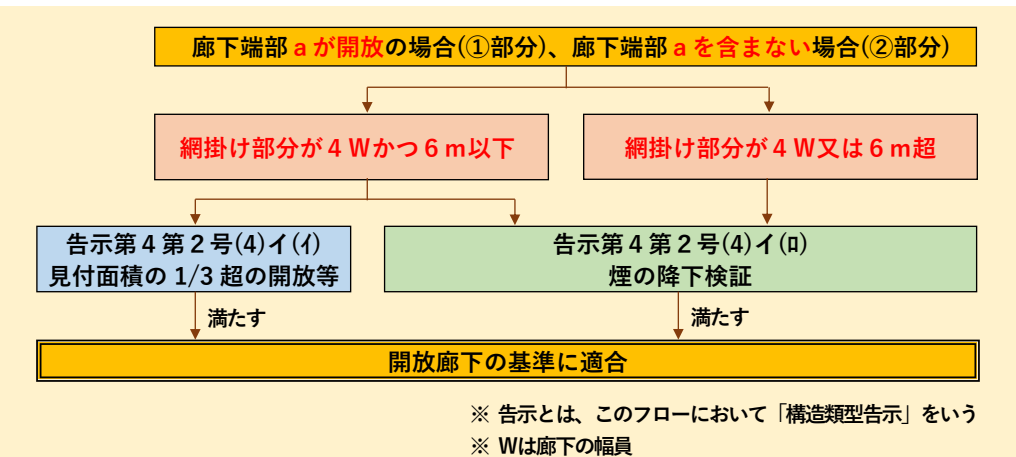 廊下端部ａが開放の場合(①部分)、廊下端部ａを含まない場合(②部分)
網掛け部分が４Ｗかつ６ｍ以下
網掛け部分が４Ｗ又は６ｍ超
告示第４第２号(4)イ(ｲ)
見付面積の 1/3 超の開放等
告示第４第２号(4)イ(ﾛ)
煙の降下検証
満たす
満たす
開放廊下の基準に適合
※ 告示とは、このフローにおいて「構造類型告示」をいう
※ Wは廊下の幅員